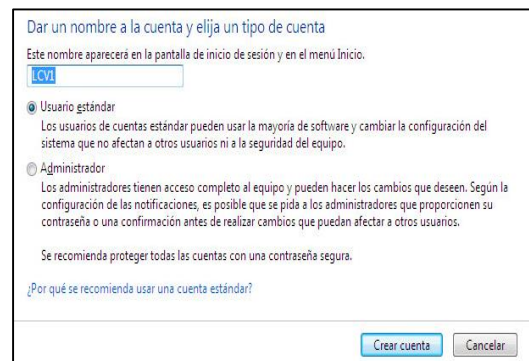 Dar un nombre a la cuenta y elija un tipo de cuenta
Este nombre aparecerá en la pantalla de inicio de sesión y en el menú Inicio.
LCV1
Usuario estándar
Los usuarios de cuentas estándar pueden usar la mayoría de software y cambiar la configuración del
sistema que no afectan a otros usuarios ni a la seguridad del equipo.
Administrador
Los administradores tienen acceso completo al equipo y pueden hacer los cambios que deseen. Según la
configuración de las notificaciones, es posible que se pida a los administradores que proporcionen su
contraseña o una confirmación antes de realizar cambios que puedan afectar a otros usuarios.
Se recomienda proteger todas las cuentas con una contraseña segura.
¿Por qué se recomienda usar una cuenta estándar?
Crear cuenta Cancelar